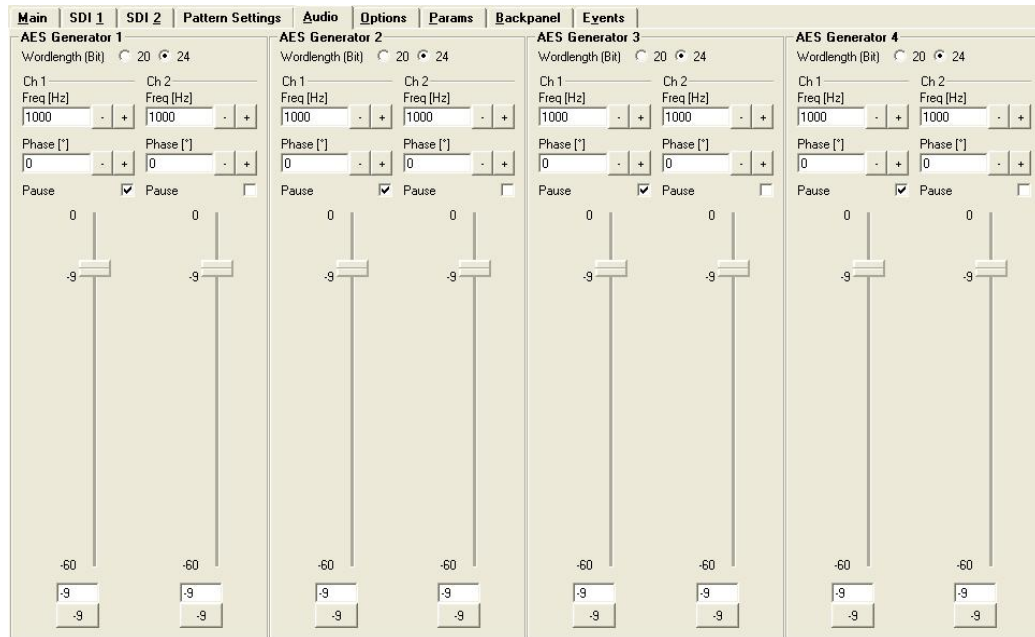 Main SDI 1 SDI 2 Pattern Settings Audio Options Params Backpanel Events
AES Generator 1 AES Generator 2 AES Generator 3 AES Generator 4
Wordlength (Bit) 20 24 Wordlength (Bit) 20 24 Wordlength (Bit) 20 24 Wordlength (Bit) 20 24
Ch 1 Ch 2 Ch 1 Ch 2 Ch 1 Ch 2 Ch 1 Ch 2
Freq [Hz] Freq [Hz] Freq [Hz] Freq [Hz] Freq [Hz] Freq [Hz] Freq [Hz] Freq [Hz]
1000 - + 1000 - + 1000 - + 1000 - + 1000 - + 1000 - + 1000 - + 1000 - +
Phase [°] Phase [°] Phase [°] Phase [°] Phase [°] Phase [°] Phase [°] Phase [°]
0 - + 0 - + 0 - + 0 - + 0 - + 0 - + 0 - + 0 - +
Pause Pause Pause Pause Pause Pause Pause Pause
0 0 0 0 0 0 0 0
-9 -9 -9 -9 -9 -9 -9 -9
-60 -60 -60 -60 -60 -60 -60 -60
-9 -9 -9 -9 -9 -9 -9 -9
-9 -9 -9 -9 -9 -9 -9 -9